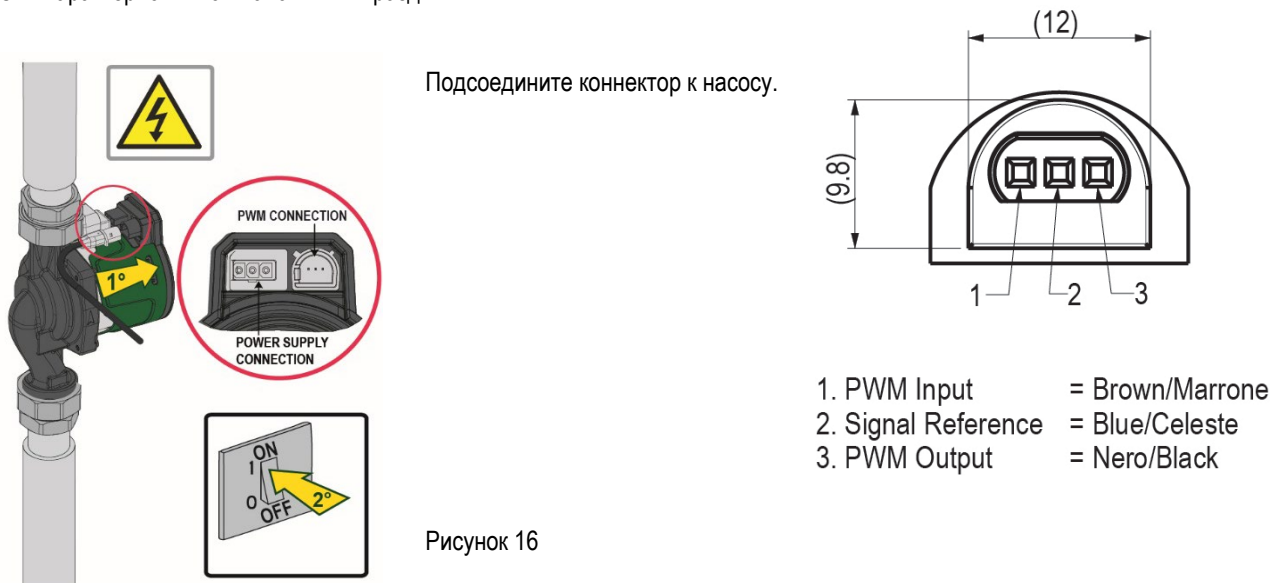 Подсоедините коннектор к насосу.
PWM CONNECTION
POWER SUPPLY
CONNECTION
1°
ON
1
0
OFF
2°
Рисунок 16
(12)
(9.8)
1 2 3
1. PWM Input = Brown/Marrone
2. Signal Reference = Blue/Celeste
3. PWM Output = Nero/Black